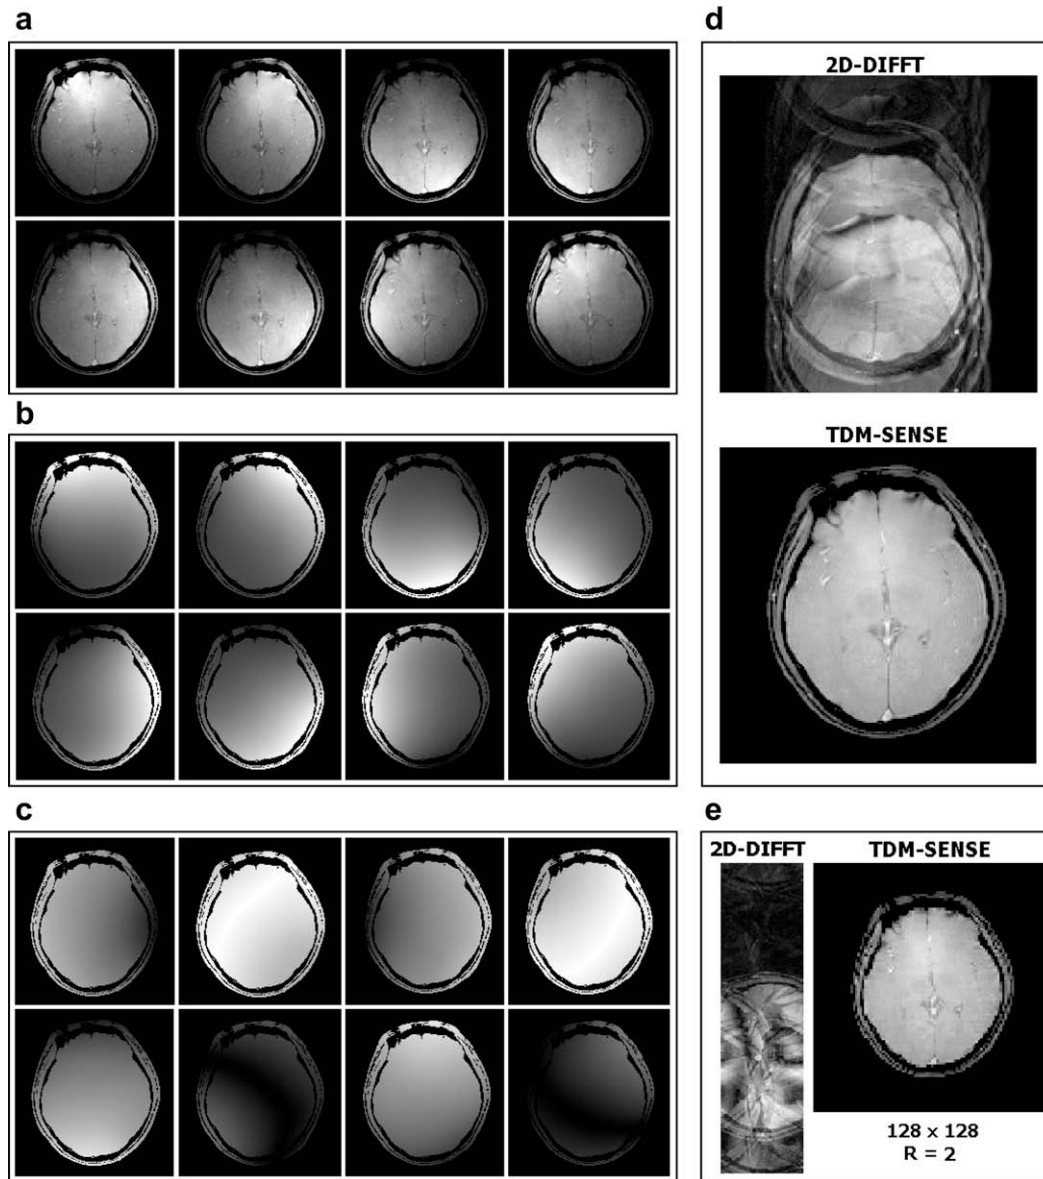 a
b
c
d
2D-DIFFT
TDM-SENSE
e
2D-DIFFT
TDM-SENSE
128 x 128
R = 2